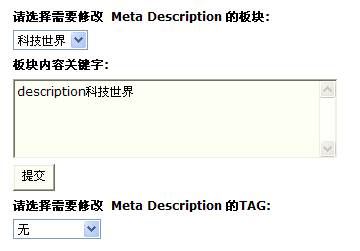 请选择需要修改 Meta Description 的板块:
科技世界
板块内容关键字:
description科技世界
提交
请选择需要修改 Meta Description 的TAG:
无